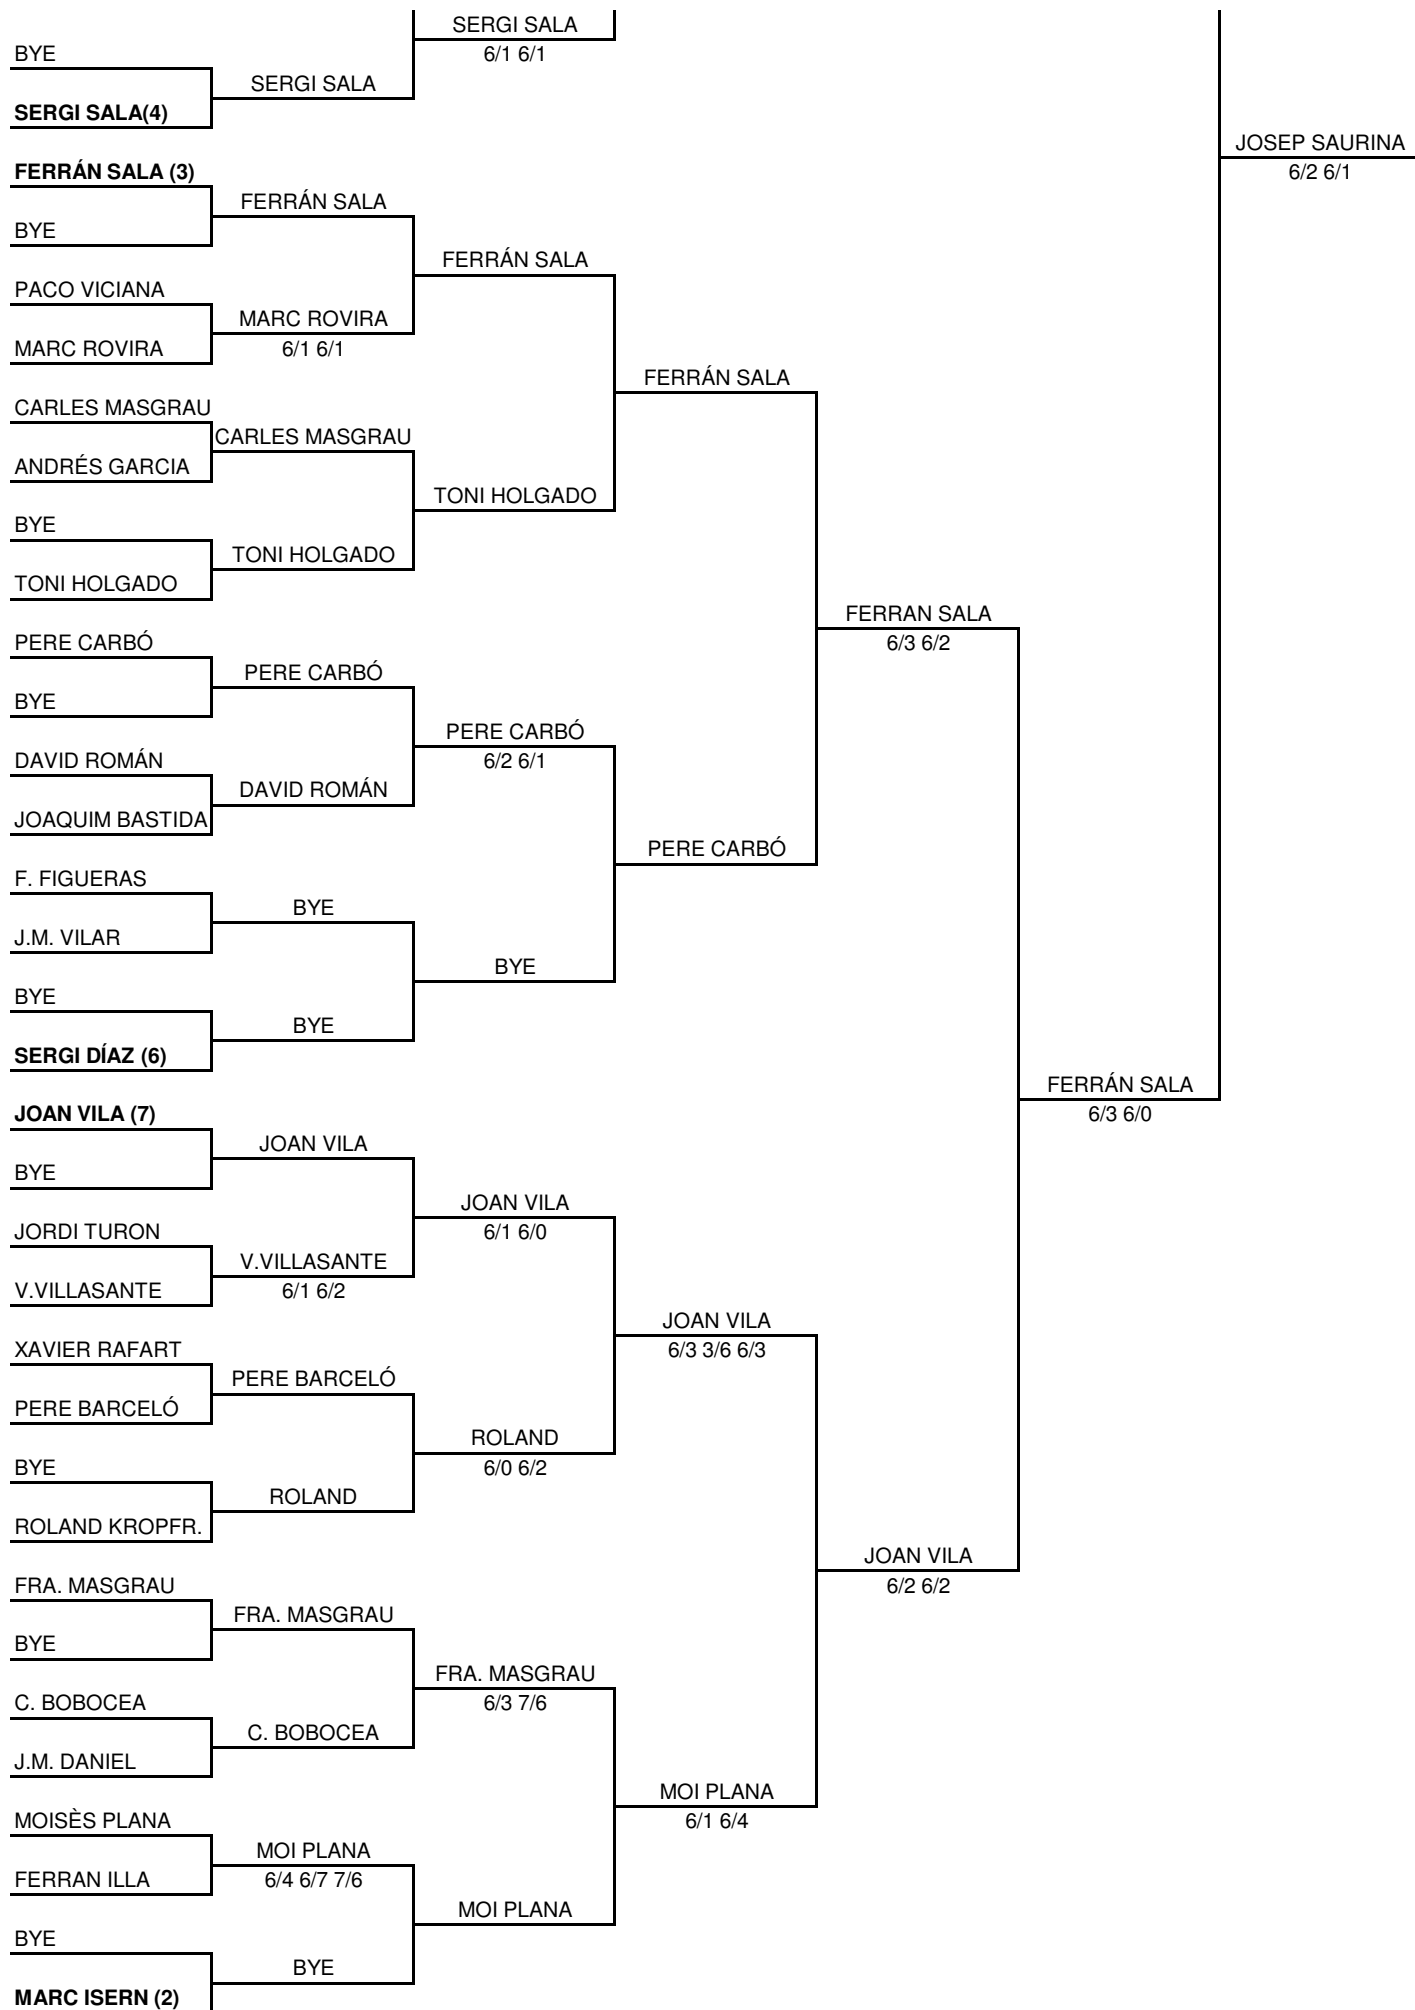 SERGI SALA
6/1 6/1
BYE
SERGI SALA
SERGI SALA(4)
JOSEP SAURINA
6/2 6/1
FERRÁN SALA (3)
FERRÁN SALA
BYE
FERRÁN SALA
PACO VICIANA
MARC ROVIRA
6/1 6/1
MARC ROVIRA
FERRÁN SALA
CARLES MASGRAU
CARLES MASGRAU
ANDRÉS GARCIA
TONI HOLGADO
BYE
TONI HOLGADO
TONI HOLGADO
FERRAN SALA
6/3 6/2
PERE CARBÓ
PERE CARBÓ
BYE
PERE CARBÓ
6/2 6/1
DAVID ROMÁN
DAVID ROMÁN
JOAQUIM BASTIDA
PERE CARBÓ
F. FIGUERAS
BYE
J.M. VILAR
BYE
BYE
BYE
SERGI DÍAZ (6)
FERRÁN SALA
6/3 6/0
JOAN VILA (7)
JOAN VILA
BYE
JOAN VILA
6/1 6/0
JORDI TURON
V.VILLASANTE
6/1 6/2
V.VILLASANTE
JOAN VILA
6/3 3/6 6/3
XAVIER RAFART
PERE BARCELÓ
PERE BARCELÓ
ROLAND
6/0 6/2
BYE
ROLAND
ROLAND KROPFR.
JOAN VILA
6/2 6/2
FRA. MASGRAU
FRA. MASGRAU
BYE
FRA. MASGRAU
6/3 7/6
C. BOBOCEA
C. BOBOCEA
J.M. DANIEL
MOI PLANA
6/1 6/4
MOISÈS PLANA
MOI PLANA
6/4 6/7 7/6
FERRAN ILLA
MOI PLANA
BYE
BYE
MARC ISERN (2)